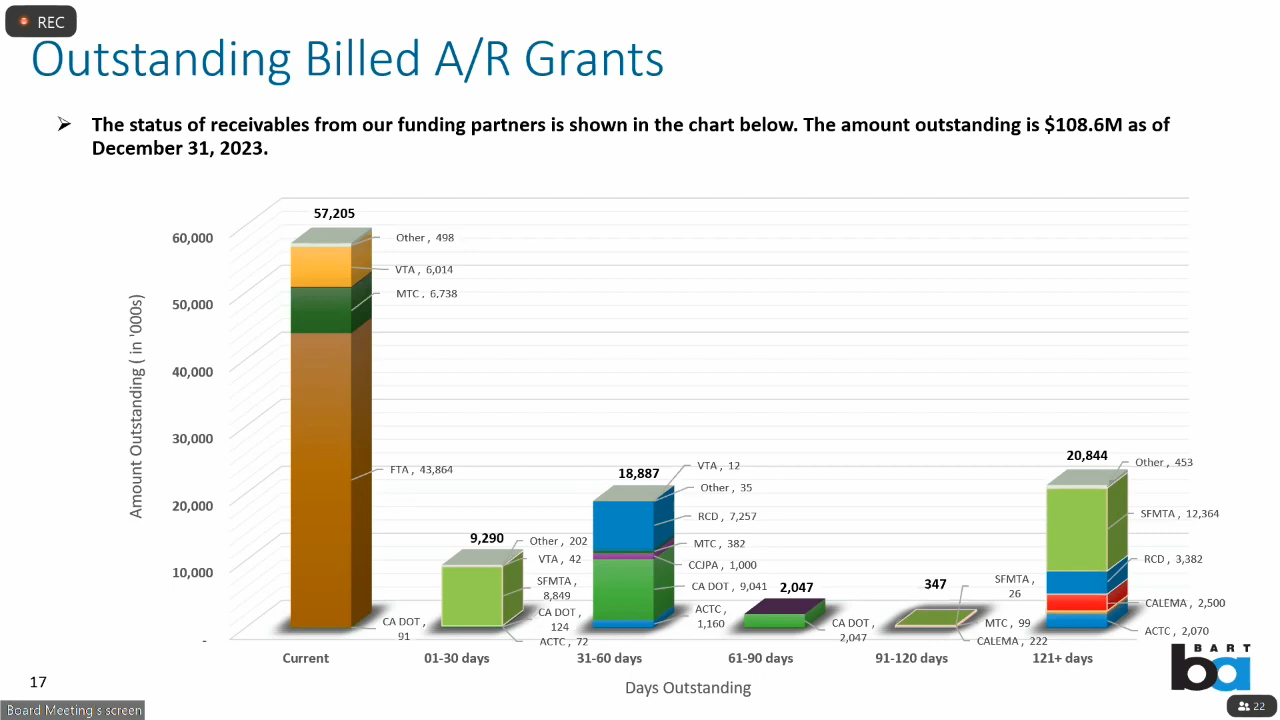 REC
Outstanding Billed A/R Grants
The status of receivables from our funding partners is shown in the chart below. The amount outstanding is $108.6M as of
December 31, 2023.
Amount Outstanding ( in '000s)
60,000
50,000
40,000
30,000
20,000
10,000
-
57,205
Other , 498
VTA , 6,014
MTC , 6,738
FTA , 43,864
CA DOT ,
91
9,290
Other , 202
VTA , 42
SFMTA ,
8,849
CA DOT ,
124
ACTC , 72
18,887
VTA , 12
Other , 35
RCD , 7,257
MTC , 382
CCJPA , 1,000
CA DOT , 9,041
ACTC ,
1,160
2,047
CA DOT ,
2,047
347
SFMTA ,
26
MTC , 99
CALEMA , 222
20,844
Other , 453
SFMTA , 12,364
RCD , 3,382
CALEMA , 2,500
ACTC , 2,070
Current
01-30 days
31-60 days
61-90 days
91-120 days
121+ days
Days Outstanding
BART
ba
17
Board Meeting s screen
22